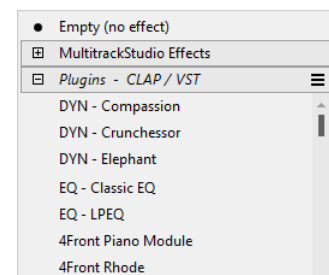 Empty (no effect)
MultitrackStudio Effects
Plugins - CLAP / VST
DYN - Compassion
DYN - Crunchessor
DYN - Elephant
EQ - Classic EQ
EQ - LPEQ
4Front Piano Module
4Front Rhode